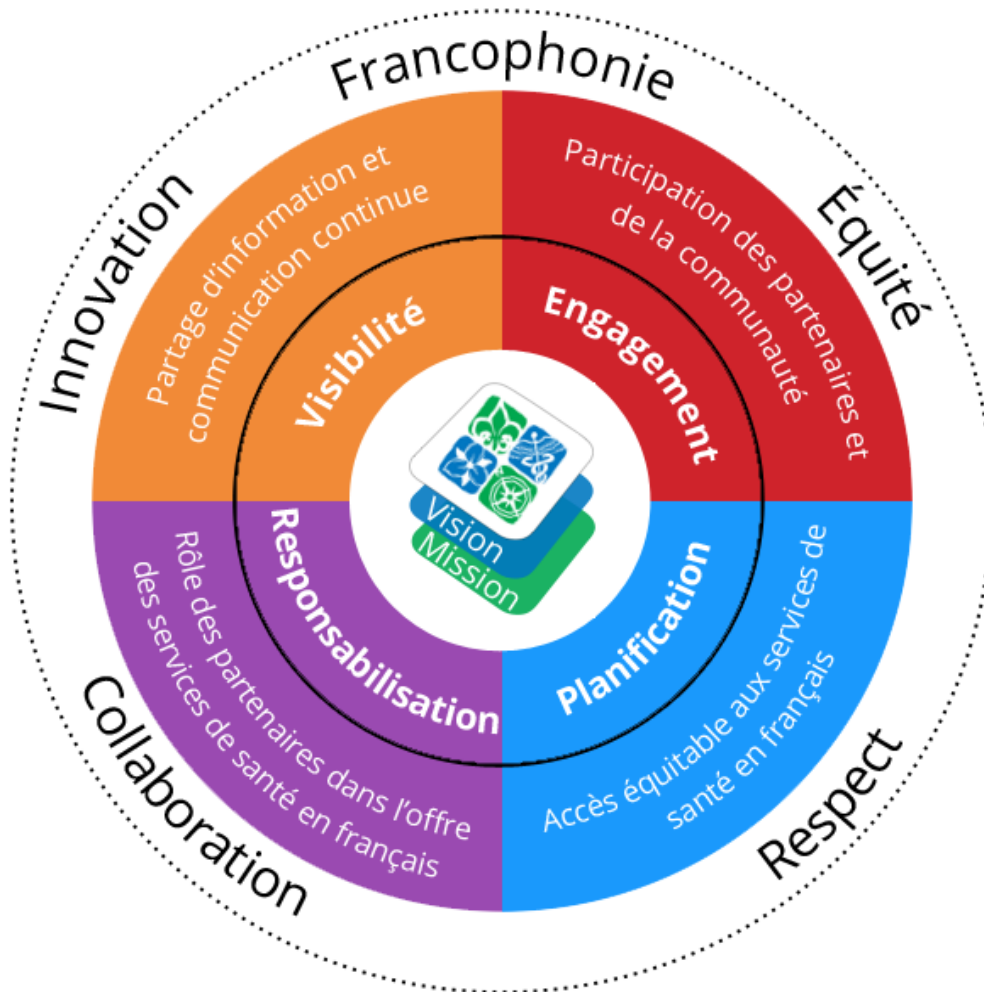 Francophonie
Équité
Respect
Collaboration
Innovation
Partage d'information et
communication continue
Visibilité
Participation des partenaires et
de la communauté
Engagement
Planification
Accès équitable aux services de
santé en français
Responsabilisation
Rôle des partenaires dans l'offre
des services de santé en français
Vision
Mission